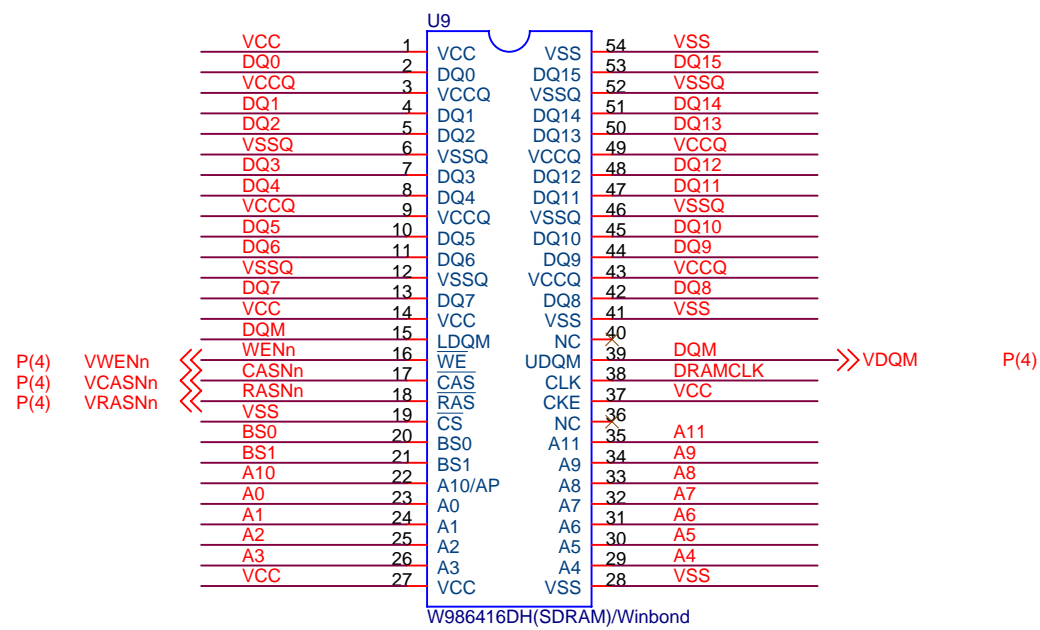 U9
VCC 1 VCC VSS 54 VSS
DQ0 2 DQ0 DQ15 53 DQ15
VCCQ 3 VCCQ VSSQ 52 VSSQ
DQ1 4 DQ1 DQ14 51 DQ14
DQ2 5 DQ2 DQ13 50 DQ13
VSSQ 6 VSSQ VCCQ 49 VCCQ
DQ3 7 DQ3 DQ12 48 DQ12
DQ4 8 DQ4 DQ11 47 DQ11
VCCQ 9 VCCQ VSSQ 46 VSSQ
DQ5 10 DQ5 DQ10 45 DQ10
DQ6 11 DQ6 DQ9 44 DQ9
VSSQ 12 VSSQ VCCQ 43 VCCQ
DQ7 13 DQ7 DQ8 42 DQ8
VCC 14 VCC VSS 41 VSS
DQM 15 LDQM NC 40
P(4) VWENn WENn 16 WE UDQM 39 DQM VDQM P(4)
P(4) VCASNn CASNn 17 CAS CLK 38 DRAMCLK
P(4) VRASNn RASNn 18 RAS CKE 37 VCC
VSS 19 CS NC 36
BS0 20 BS0 A11 35 A11
BS1 21 BS1 A9 34 A9
A10 22 A10/AP A8 33 A8
A0 23 A0 A7 32 A7
A1 24 A1 A6 31 A6
A2 25 A2 A5 30 A5
A3 26 A3 A4 29 A4
VCC 27 VCC VSS 28 VSS
W986416DH(SDRAM)/Winbond